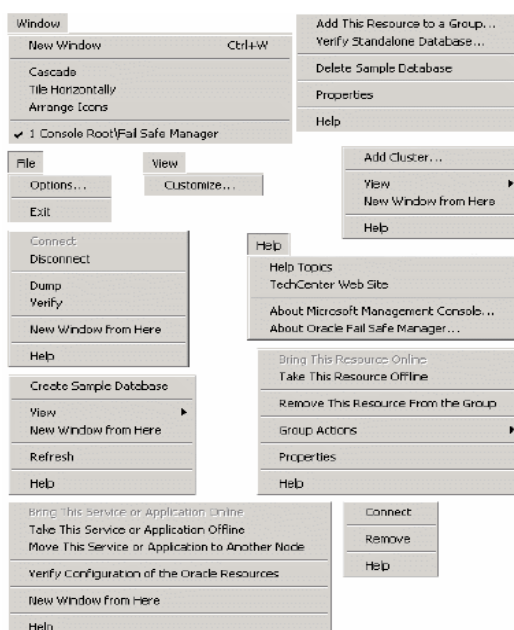 Window
New Window Ctrl+W
Cascade
Tile Horizontally
Arrange Icons
✔ 1 Console Root\Fail Safe Manager
Add This Resource to a Group...
Verify Standalone Database...
Delete Sample Database
Properties
Help
File
Options...
Exit
View
Customize...
Add Cluster...
View
New Window from Here
Help
Connect
Disconnect
Dump
Verify
New Window from Here
Help
Help
Help Topics
TechCenter Web Site
About Microsoft Management Console...
About Oracle Fail Safe Manager...
Create Sample Database
View
New Window from Here
Refresh
Help
Bring This Resource Online
Take This Resource Offline
Remove This Resource From the Group
Group Actions
Properties
Help
Bring This Service or Application Online
Take This Service or Application Offline
Move This Service or Application to Another Node
Verify Configuration of the Oracle Resources
New Window from Here
Help
Connect
Remove
Help